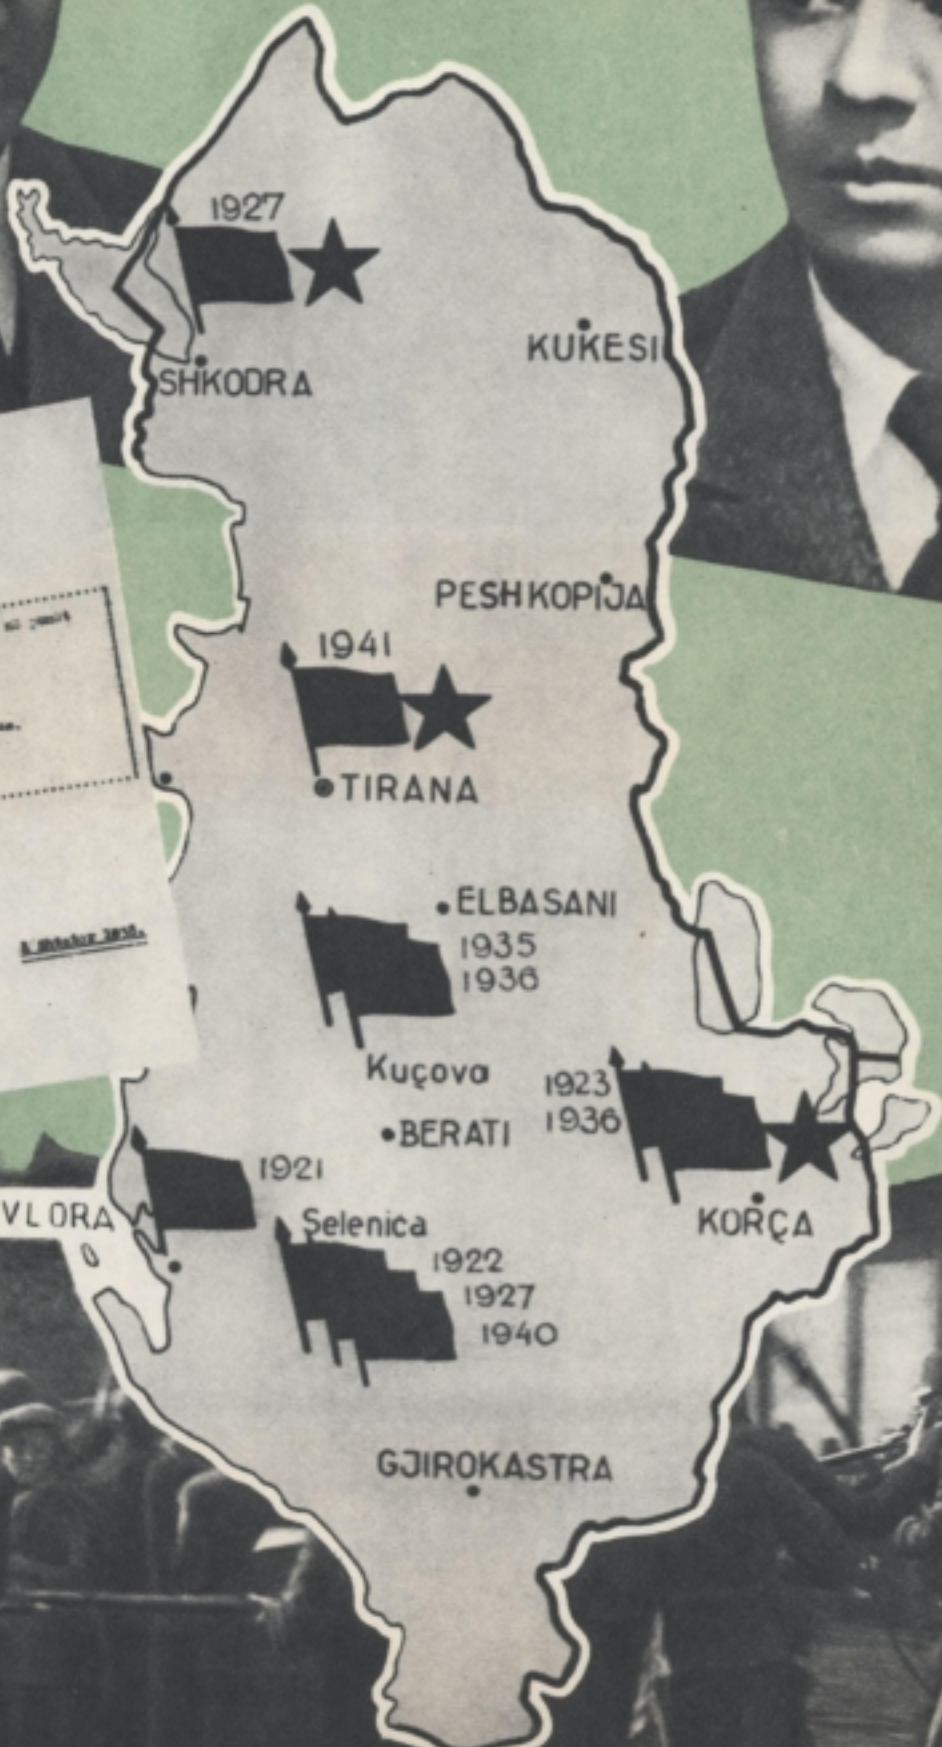 1927
KUKESI
SHKODRA
PESHKOPIJA
1941
TIRANA
ELBASANI
1935
1936
Kuçova
1923
1936
BERATI
1921
VLORA
Selenica
KORÇA
1922
1927
1940
GJIROKASTRA